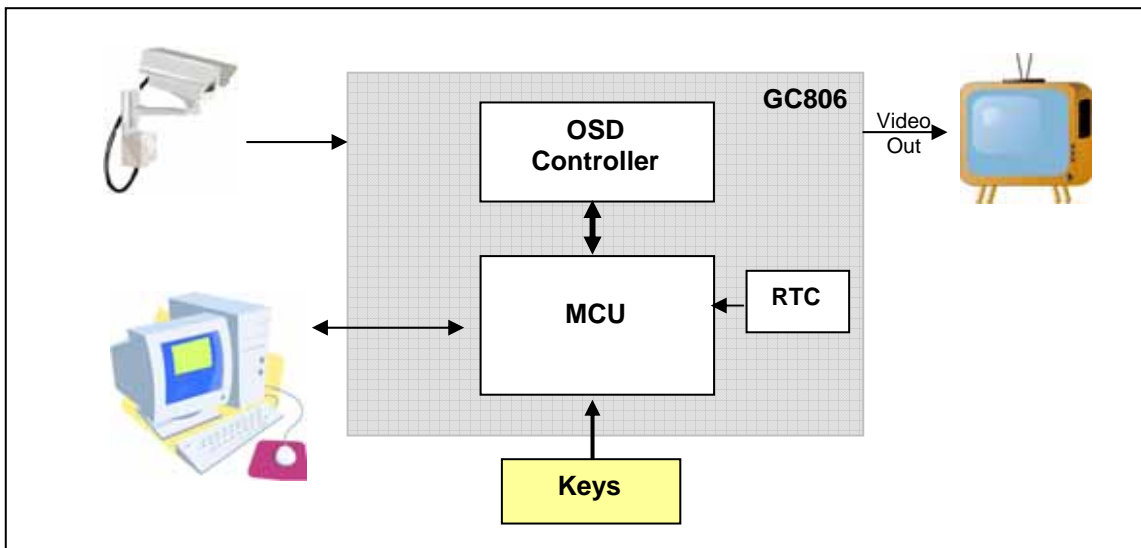 GC806
OSD
Controller
Video
Out
MCU
RTC
Keys